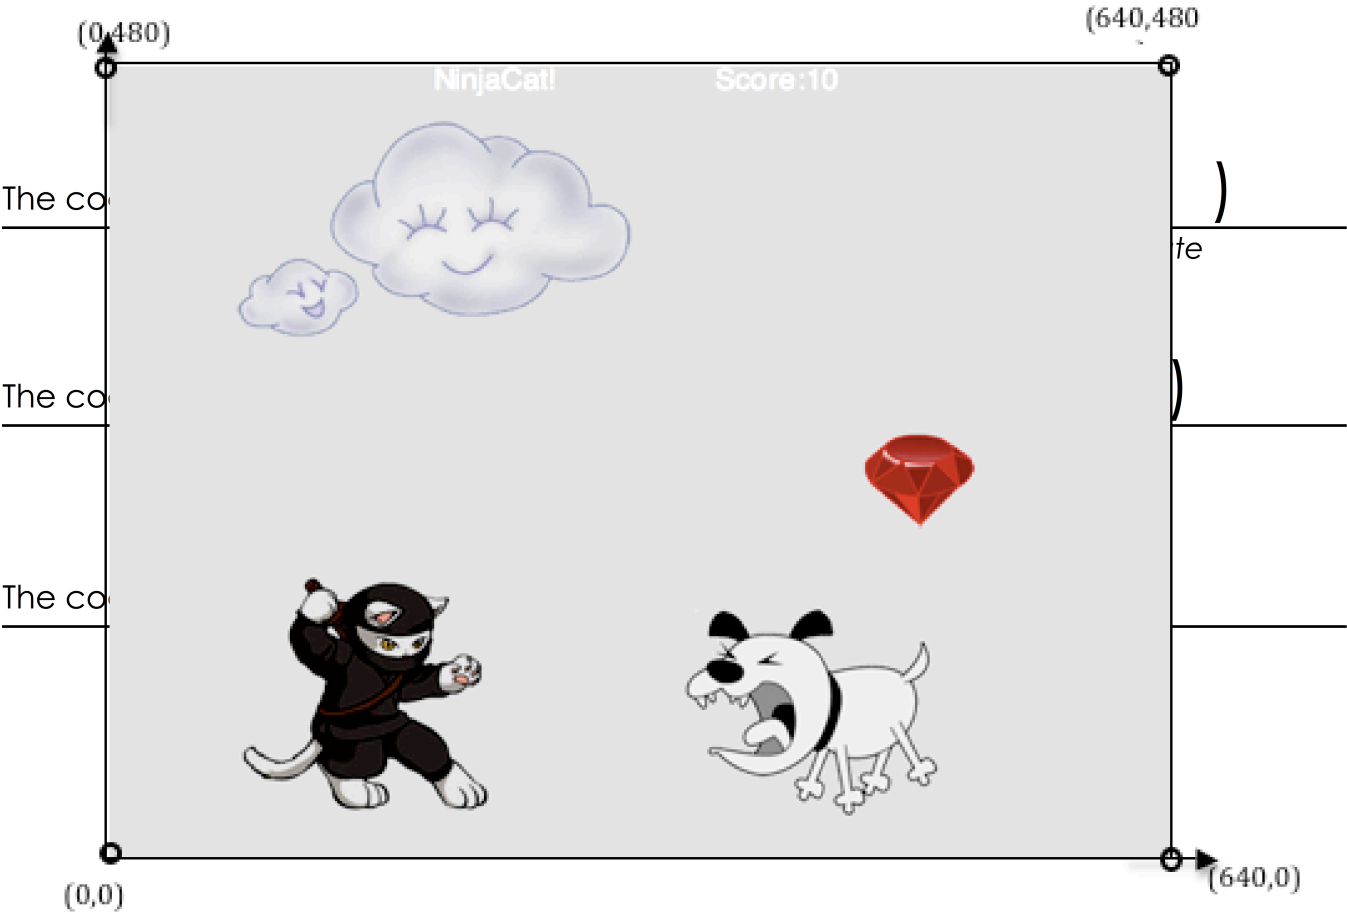 (0,480)
(640,480
NinjaCat! Score:10
The co
)
te
The co
)
The co
(0,0)
(640,0)